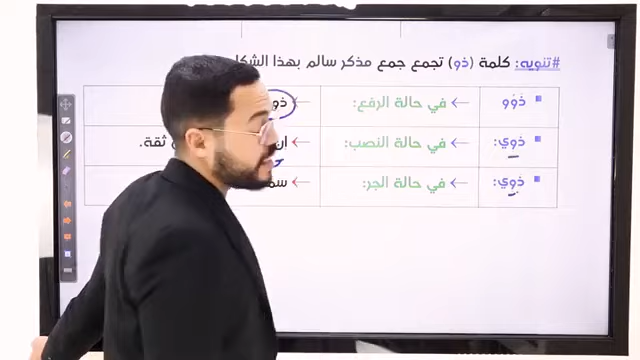 #تنويه: كلمة (ذو) تجمع جمع مذكر سالم بهذا الشكل
ذوو ← في حالة الرفع: ←
ذوي: ← في حالة النصب: ← ثقة.
ذوي: ← في حالة الجر: ←